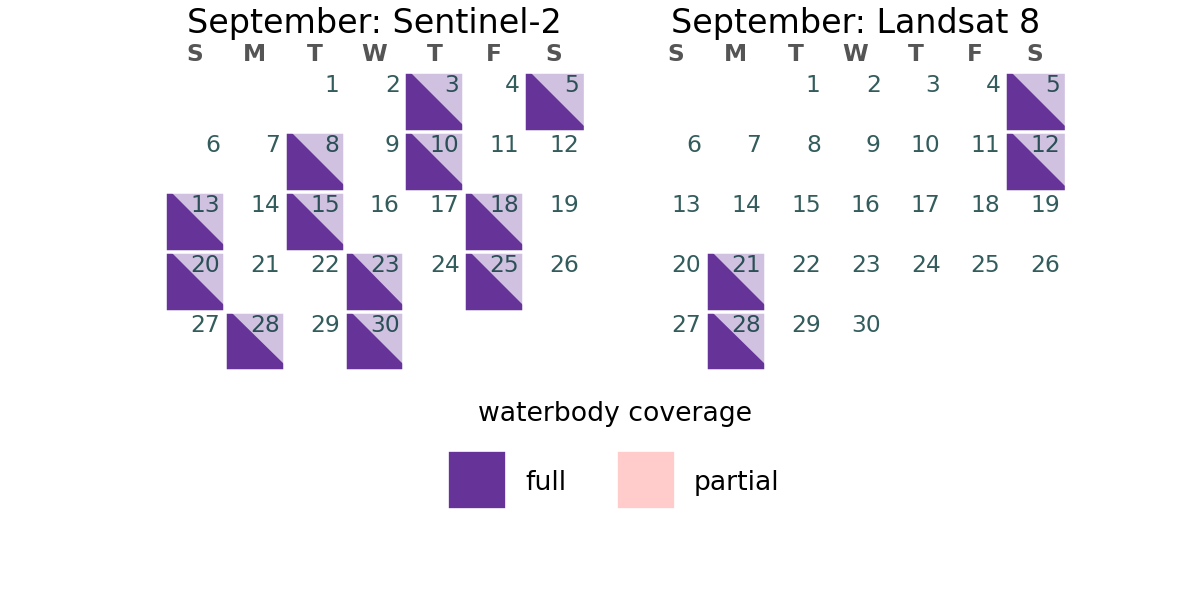 September: Sentinel-2
S M T W T F S
1 2 3 4 5
6 7 8 9 10 11 12
13 14 15 16 17 18 19
20 21 22 23 24 25 26
27 28 29 30
September: Landsat 8
S M T W T F S
1 2 3 4 5
6 7 8 9 10 11 12
13 14 15 16 17 18 19
20 21 22 23 24 25 26
27 28 29 30
waterbody coverage
full partial